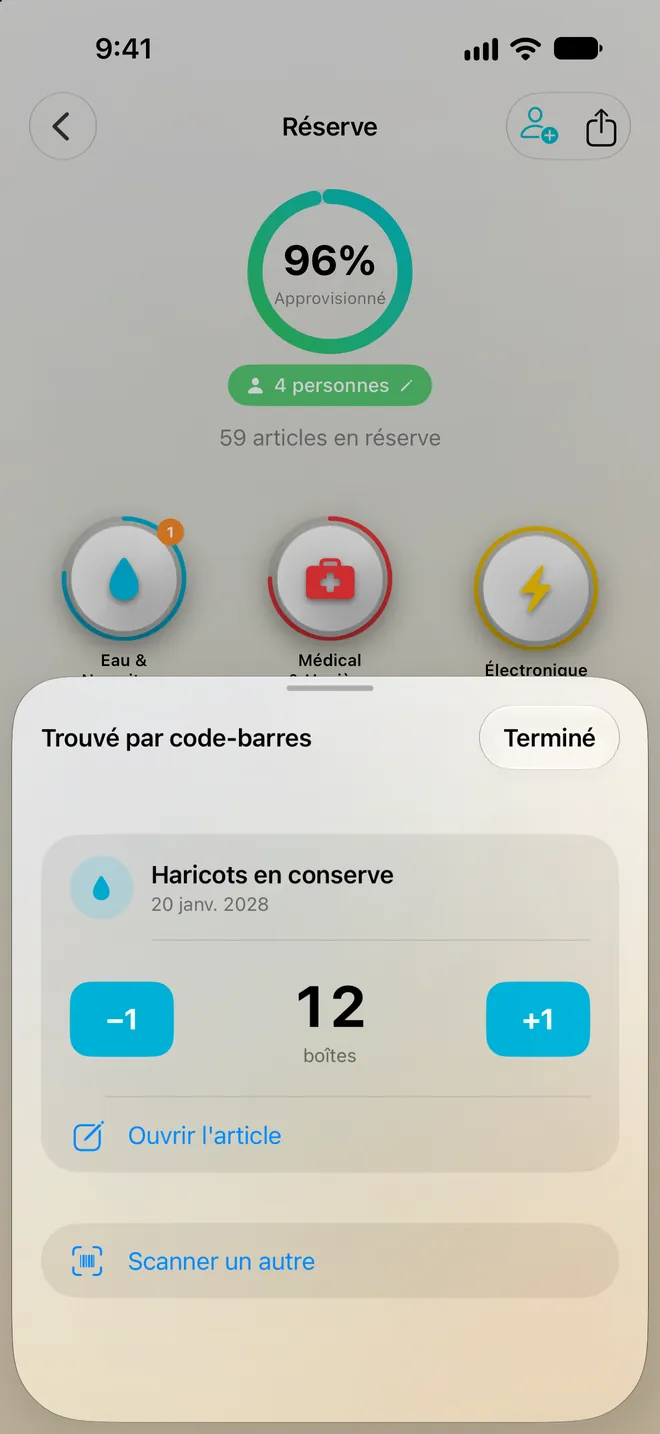 9:41
Réserve
96%
Approvisionné
4 personnes
59 articles en réserve
1
Eau &
Médical
Électronique
Trouvé par code-barres
Terminé
Haricots en conserve
20 janv. 2028
−1
12
+1
boîtes
Ouvrir l'article
Scanner un autre